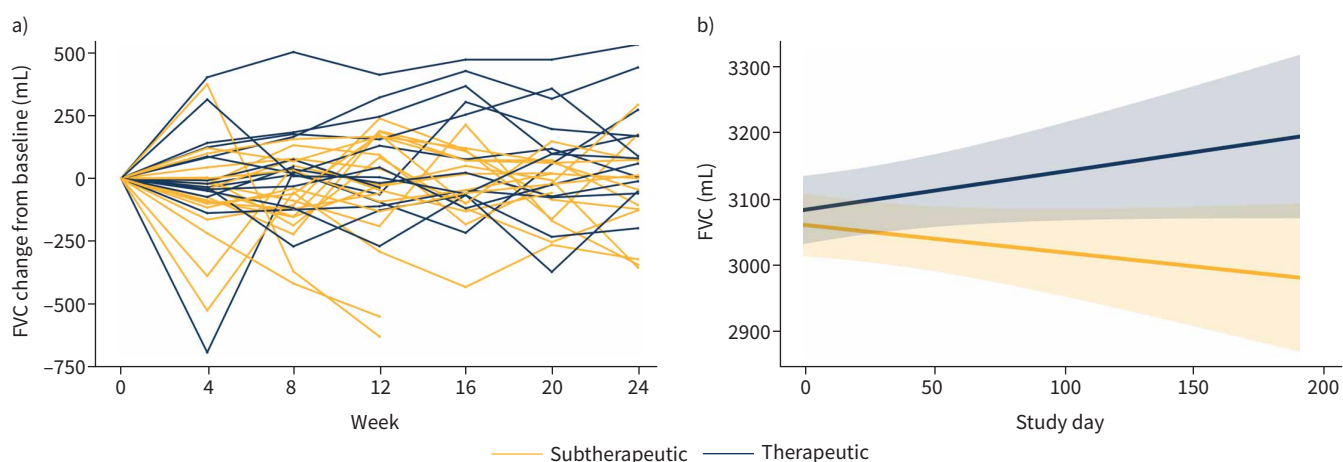 a)
FVC change from baseline (mL)
500
250
0
–250
–500
–750
0 4 8 12 16 20 24
Week
b)
FVC (mL)
3300
3200
3100
3000
2900
0 50 100 150 200
Study day
Subtherapeutic Therapeutic